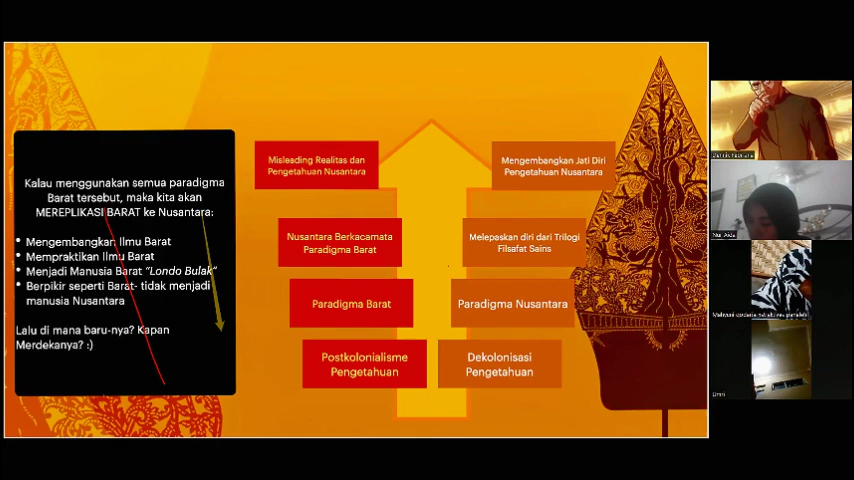 Kalau menggunakan semua paradigma
Barat tersebut, maka kita akan
MEREPLIKASI BARAT ke Nusantara:
• Mengembangkan Ilmu Barat
• Mempraktikan Ilmu Barat
• Menjadi Manusia Barat "Londo Bulak"
• Berpikir seperti Barat- tidak menjadi
manusia Nusantara
Lalu di mana baru-nya? Kapan
Merdekanya? :)
Misleading Realitas dan
Pengetahuan Nusantara
Mengembangkan Jati Diri
Pengetahuan Nusantara
Nusantara Berkacamata
Paradigma Barat
Melepaskan diri dari Trilogi
Filsafat Sains
Paradigma Barat
Paradigma Nusantara
Postkolonialisme
Pengetahuan
Dekolonisasi
Pengetahuan
Nur Aida